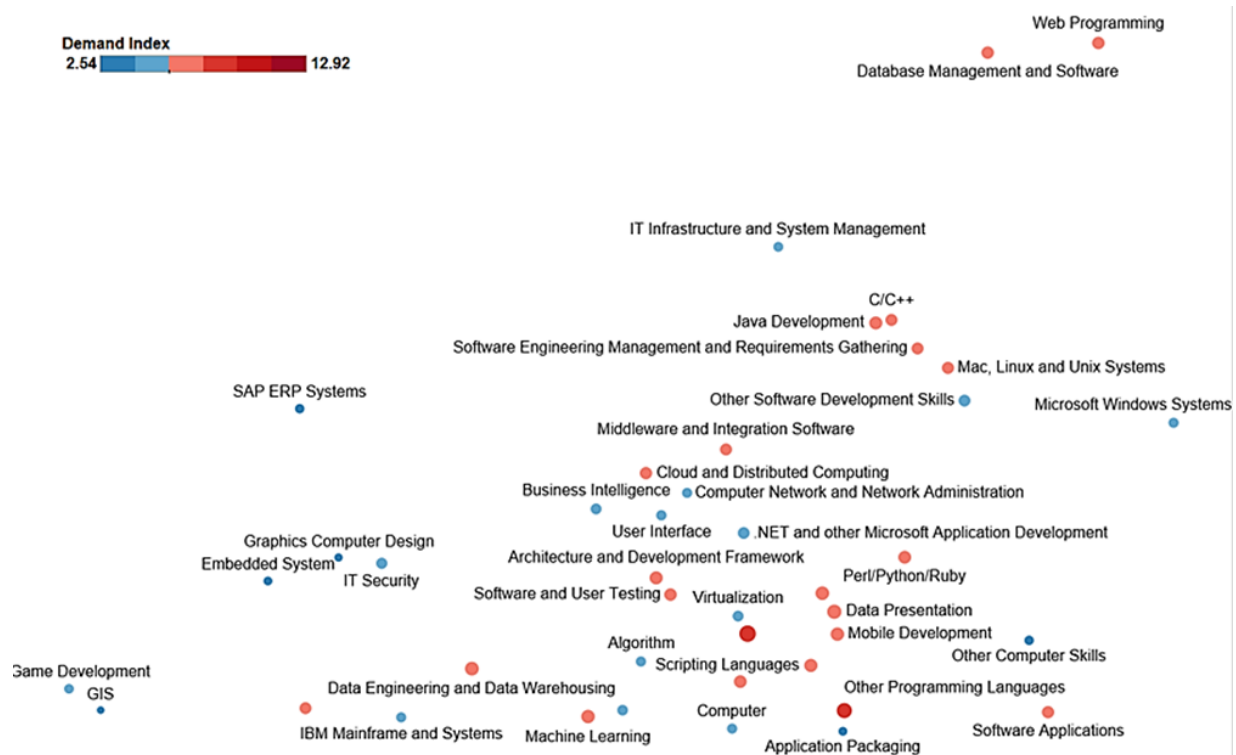 Web Programming
Demand Index
2.54 12.92
Database Management and Software
IT Infrastructure and System Management
C/C++
Java Development
Software Engineering Management and Requirements Gathering
Mac, Linux and Unix Systems
SAP ERP Systems
Other Software Development Skills
Microsoft Windows Systems
Middleware and Integration Software
Cloud and Distributed Computing
Business Intelligence
Computer Network and Network Administration
User Interface
.NET and other Microsoft Application Development
Graphics Computer Design
Architecture and Development Framework
Embedded System
IT Security
Perl/Python/Ruby
Software and User Testing
Virtualization
Data Presentation
Mobile Development
Algorithm
Other Computer Skills
Scripting Languages
Game Development
GIS
Data Engineering and Data Warehousing
Other Programming Languages
Computer
IBM Mainframe and Systems
Machine Learning
Software Applications
Application Packaging